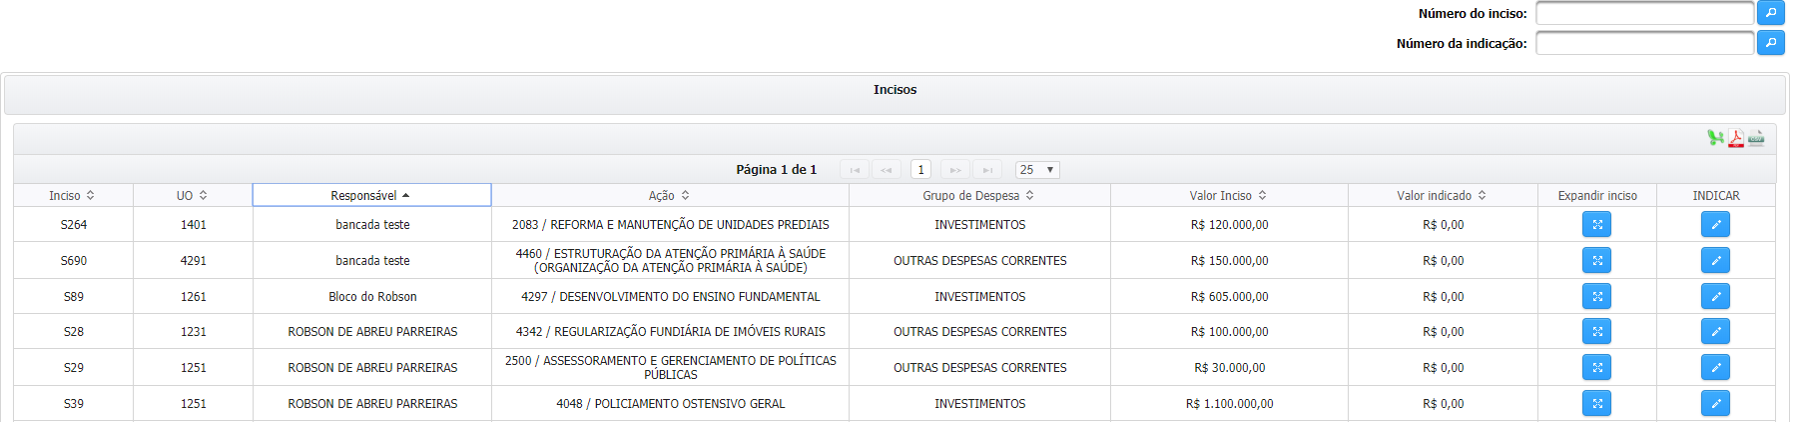 Número do inciso:
Número da indicação:
Incisos
Página 1 de 1 1 25
Inciso UO Responsável Ação Grupo de Despesa Valor Inciso Valor indicado Expandir inciso INDICAR
S264 1401 bancada teste 2083 / REFORMA E MANUTENÇÃO DE UNIDADES PREDIAIS INVESTIMENTOS R$ 120.000,00 R$ 0,00
S690 4291 bancada teste 4460 / ESTRUTURAÇÃO DA ATENÇÃO PRIMÁRIA À SAÚDE
(ORGANIZAÇÃO DA ATENÇÃO PRIMÁRIA À SAÚDE) OUTRAS DESPESAS CORRENTES R$ 150.000,00 R$ 0,00
S89 1261 Bloco do Robson 4297 / DESENVOLVIMENTO DO ENSINO FUNDAMENTAL INVESTIMENTOS R$ 605.000,00 R$ 0,00
S28 1231 ROBSON DE ABREU PARREIRAS 4342 / REGULARIZAÇÃO FUNDIÁRIA DE IMÓVEIS RURAIS OUTRAS DESPESAS CORRENTES R$ 100.000,00 R$ 0,00
S29 1251 ROBSON DE ABREU PARREIRAS 2500 / ASSESSORAMENTO E GERENCIAMENTO DE POLÍTICAS
PÚBLICAS OUTRAS DESPESAS CORRENTES R$ 30.000,00 R$ 0,00
S39 1251 ROBSON DE ABREU PARREIRAS 4048 / POLICIAMENTO OSTENSIVO GERAL INVESTIMENTOS R$ 1.100.000,00 R$ 0,00